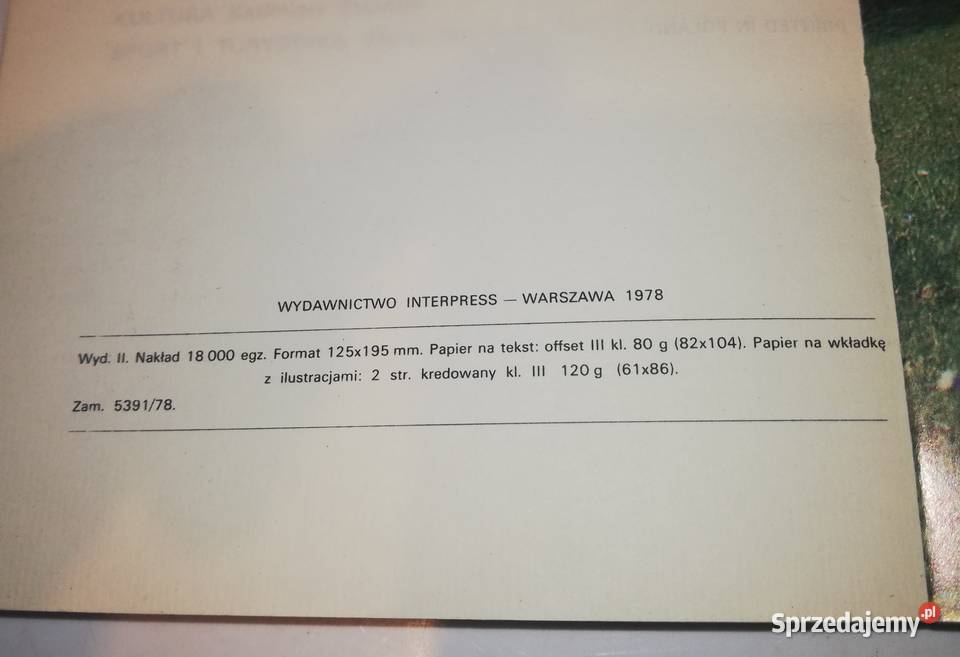 WYDAWNICTWO INTERPRESS — WARSZAWA 1978
Wyd. II. Nakład 18 000 egz. Format 125x195 mm. Papier na tekst: offset III kl. 80 g (82x104). Papier na wkładkę
z ilustracjami: 2 str. kredowany kl. III 120 g (61x86).
Zam. 5391/78.
Sprzedajemy.pl